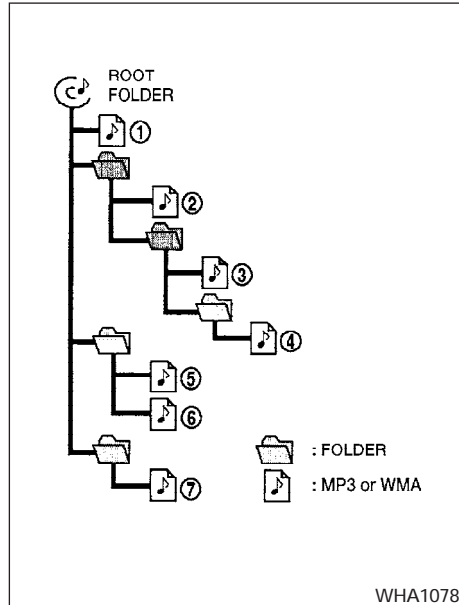 ROOT
FOLDER
①
②
③
④
⑤
⑥
⑦
: FOLDER
: MP3 or WMA
WHA1078